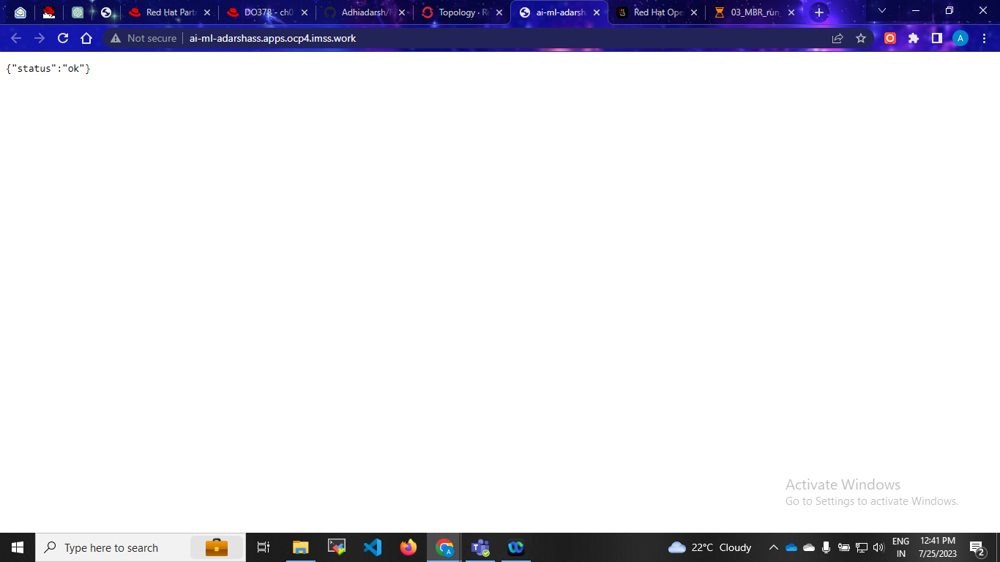 Red Hat Partn
DO378 - ch0
Adhiadarsh/
Topology · R
ai-ml-adarsha
Red Hat Ope
03_MBR_run_
Not secure
ai-ml-adarshass.apps.ocp4.imss.work
A
{"status":"ok"}
Activate Windows
Go to Settings to activate Windows.
Type here to search
A
22°C Cloudy
ENG
IN
12:41 PM
7/25/2023
2